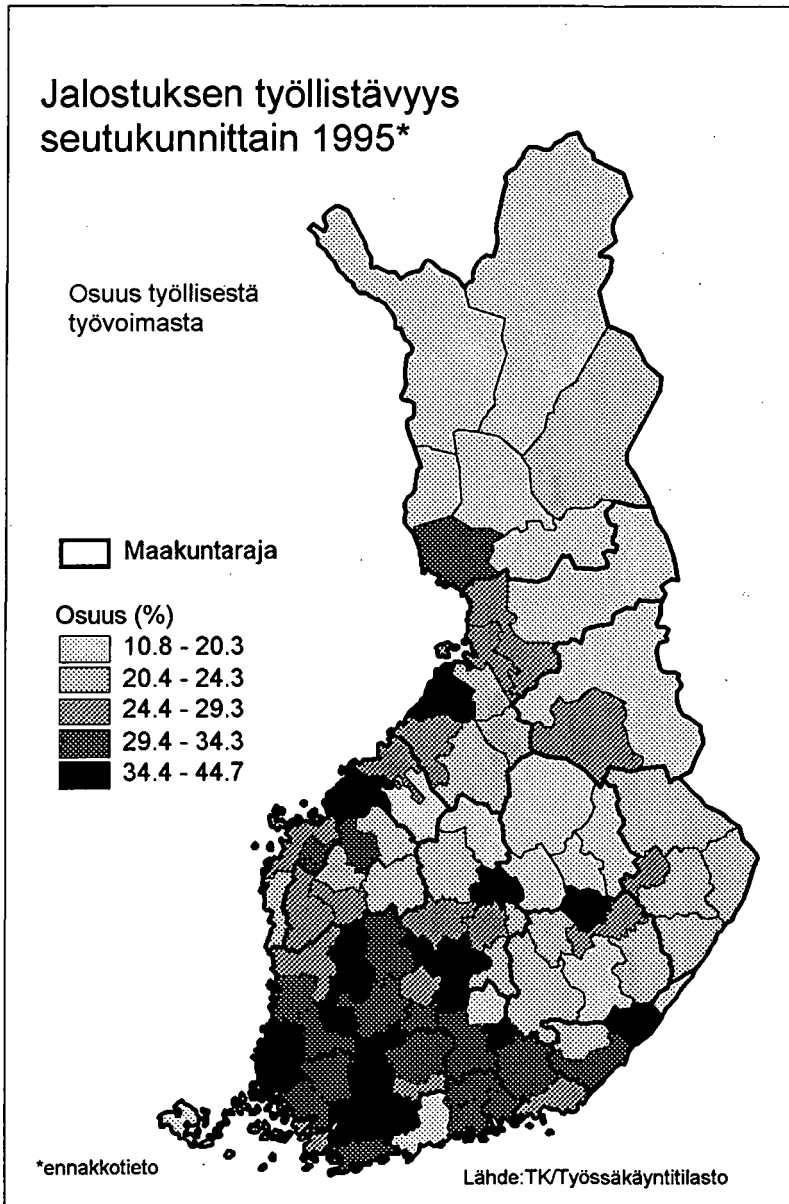 Jalostuksen työllistävyys
seutukunnittain 1995*
Osuus työllisestä
työvoimasta
Maakuntaraja
Osuus (%)
10.8 - 20.3
20.4 - 24.3
24.4 - 29.3
29.4 - 34.3
34.4 - 44.7
*ennakkotieto
Lähde:TK/Työssäkäyntitilasto